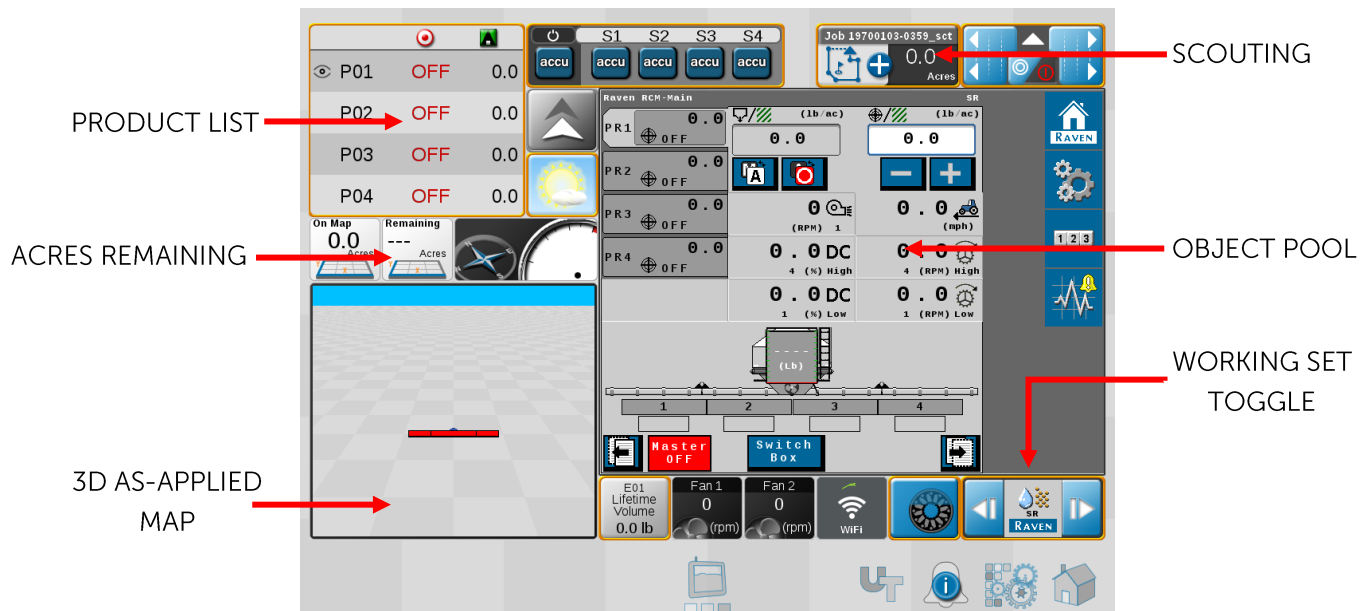 PRODUCT LIST
ACRES REMAINING
3D AS-APPLIED
MAP
SCOUTING
OBJECT POOL
WORKING SET
TOGGLE
P01 OFF 0.0
P02 OFF 0.0
P03 OFF 0.0
P04 OFF 0.0
S1 S2 S3 S4
accu accu accu accu accu
Job 19700103-0359_sct
0.0
Acres
On Map
0.0
Acres
Remaining
---
Acres
Raven RCM-Main SR
PR1 0.0
OFF
PR2 0.0
OFF
PR3 0.0
OFF
PR4 0.0
OFF
(lb/ac) (lb/ac)
0.0 0.0
A
0 0.0
(RPM) 1 (mph)
0.0 DC 0.0
4 (%) High 4 (RPM) High
0.0 DC 0.0
1 (%) Low 1 (RPM) Low
----
(Lb)
1 2 3 4
Master
OFF
Switch
Box
RAVEN
1 2 3
E01
Lifetime
Volume
0.0 lb
Fan 1
0
(rpm)
Fan 2
0
(rpm)
WiFi
SR
RAVEN
UT
i